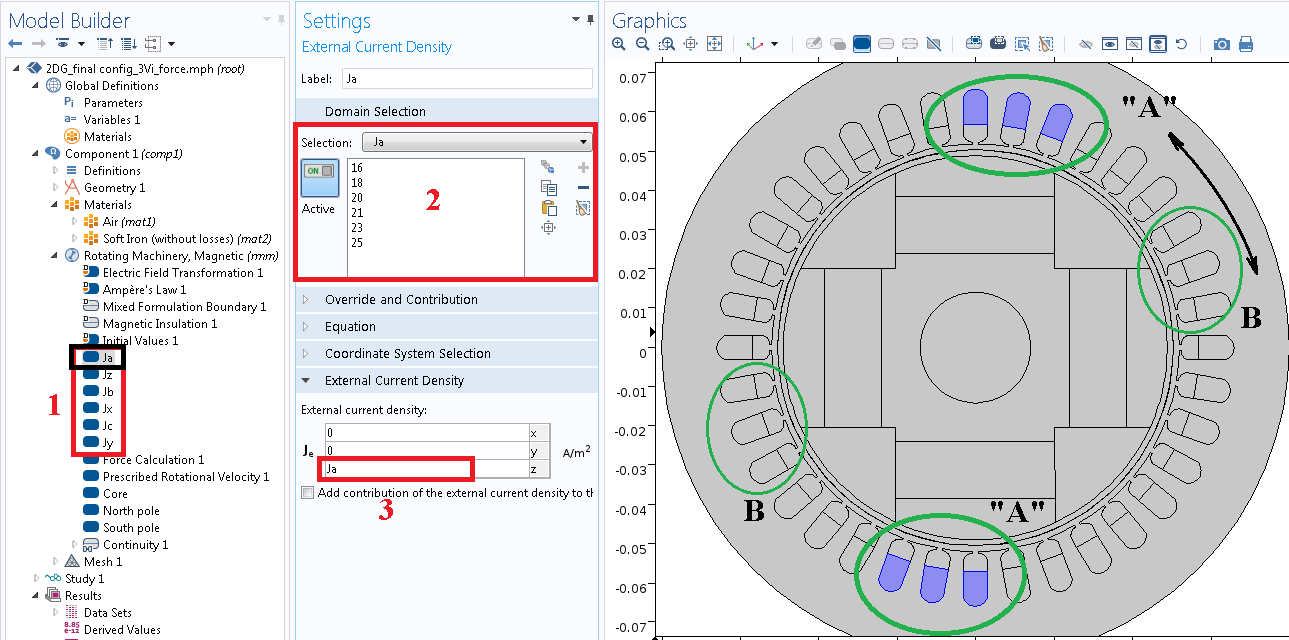 Model Builder
2DG_final config_3Vi_force.mph (root)
Global Definitions
Pi Parameters
a= Variables 1
Materials
Component 1 (comp1)
Definitions
Geometry 1
Materials
Air (mat1)
Soft Iron (without losses) (mat2)
Rotating Machinery, Magnetic (rmm)
Electric Field Transformation 1
Ampère's Law 1
Mixed Formulation Boundary 1
Magnetic Insulation 1
Initial Values 1
Ja
Jz
Jb
Jx
Jc
Jy
1
Force Calculation 1
Prescribed Rotational Velocity 1
Core
North pole
South pole
Continuity 1
Mesh 1
Study 1
Results
Data Sets
8.85
e-12
Derived Values
Settings
External Current Density
Label: Ja
Domain Selection
Selection: Ja
ON
Active
16
18
20
21
23
25
2
Override and Contribution
Equation
Coordinate System Selection
External Current Density
External current density:
Je
0 x
0 y
Ja z
A/m²
Add contribution of the external current density to th
3
Graphics
0.07
0.06
0.05
0.04
0.03
0.02
0.01
0
-0.01
-0.02
-0.03
-0.04
-0.05
-0.06
-0.07
"A"
B
B
"A"